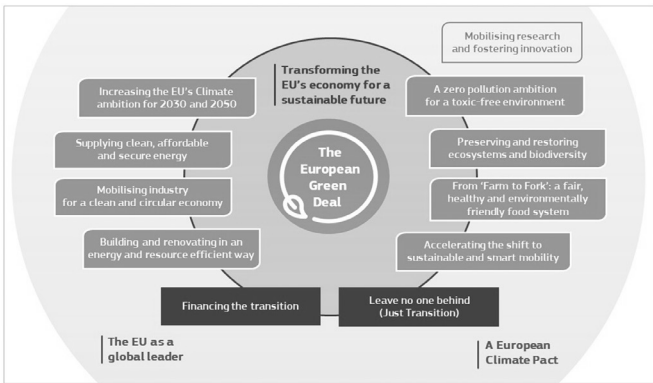 Mobilising research
and fostering innovation
Transforming the
EU's economy for a
sustainable future
Increasing the EU's Climate
ambition for 2030 and 2050
Supplying clean, affordable
and secure energy
Mobilising industry
for a clean and circular economy
Building and renovating in an
energy and resource efficient way
The
European
Green
Deal
A zero pollution ambition
for a toxic-free environment
Preserving and restoring
ecosystems and biodiversity
From 'Farm to Fork': a fair,
healthy and environmentally
friendly food system
Accelerating the shift to
sustainable and smart mobility
Financing the transition
Leave no one behind
(Just Transition)
The EU as a
global leader
A European
Climate Pact